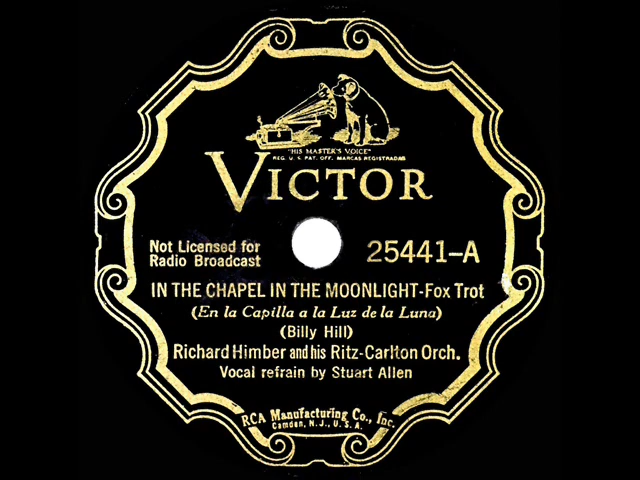 "HIS MASTER'S VOICE"
REG. U. S. PAT. OFF. MARCAS REGISTRADAS
VICTOR
Not Licensed for
Radio Broadcast
25441-A
IN THE CHAPEL IN THE MOONLIGHT-Fox Trot
(En la Capilla a la Luz de la Luna)
(Billy Hill)
Richard Himber and his Ritz-Carlton Orch.
Vocal refrain by Stuart Allen
RCA Manufacturing Co., Inc.
Camden, N. J., U. S. A.